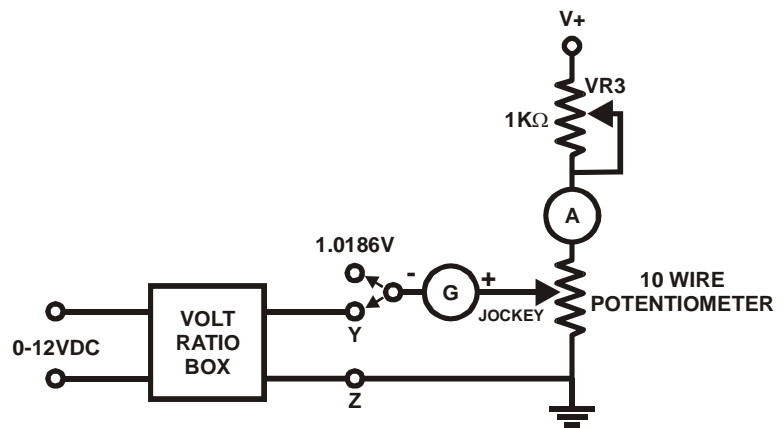 V+
VR3
1KΩ
A
1.0186V
- G +
JOCKEY
10 WIRE
POTENTIOMETER
0-12VDC
VOLT
RATIO
BOX
Y
Z